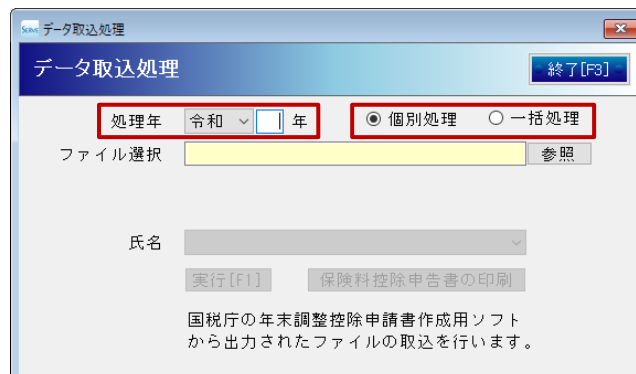 Serve データ取込処理
データ取込処理 終了[F3]
処理年 令和 年 個別処理 一括処理
ファイル選択 参照
氏名
実行[F1] 保険料控除申告書の印刷
国税庁の年末調整控除申請書作成用ソフト
から出力されたファイルの取込を行います。